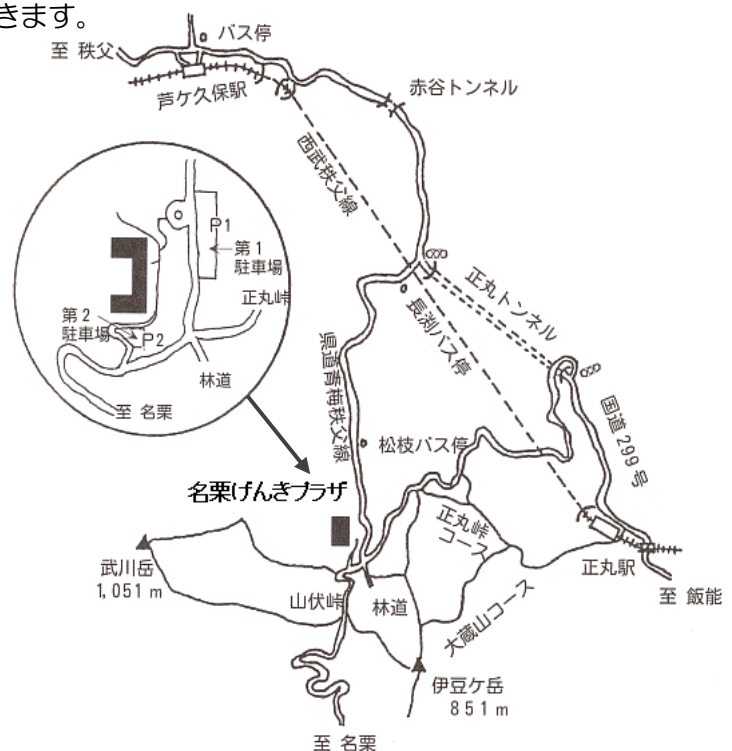 きます。
バス停
至 秩父
芦ケ久保駅
赤谷トンネル
西武秩父線
P1
第1
駐車場
正丸峠
第2
駐車場
P2
林道
至 名栗
正丸トンネル
長渕バス停
県道青梅秩父線
国道299号
松枝バス停
名栗げんきプラザ
正丸峠
コース
正丸駅
至 飯能
武川岳
1,051 m
山伏峠
林道
大蔵山コース
伊豆ケ岳
851 m
至 名栗